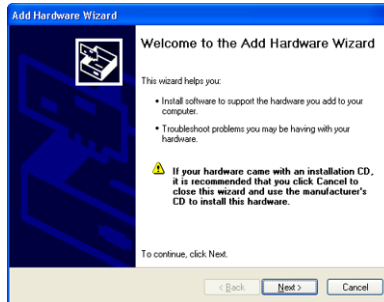 Add Hardware Wizard
Welcome to the Add Hardware Wizard
This wizard helps you:
• Install software to support the hardware you add to your
computer.
• Troubleshoot problems you may be having with your
hardware.
If your hardware came with an installation CD,
it is recommended that you click Cancel to
close this wizard and use the manufacturer's
CD to install this hardware.
To continue, click Next.
< Back Next > Cancel